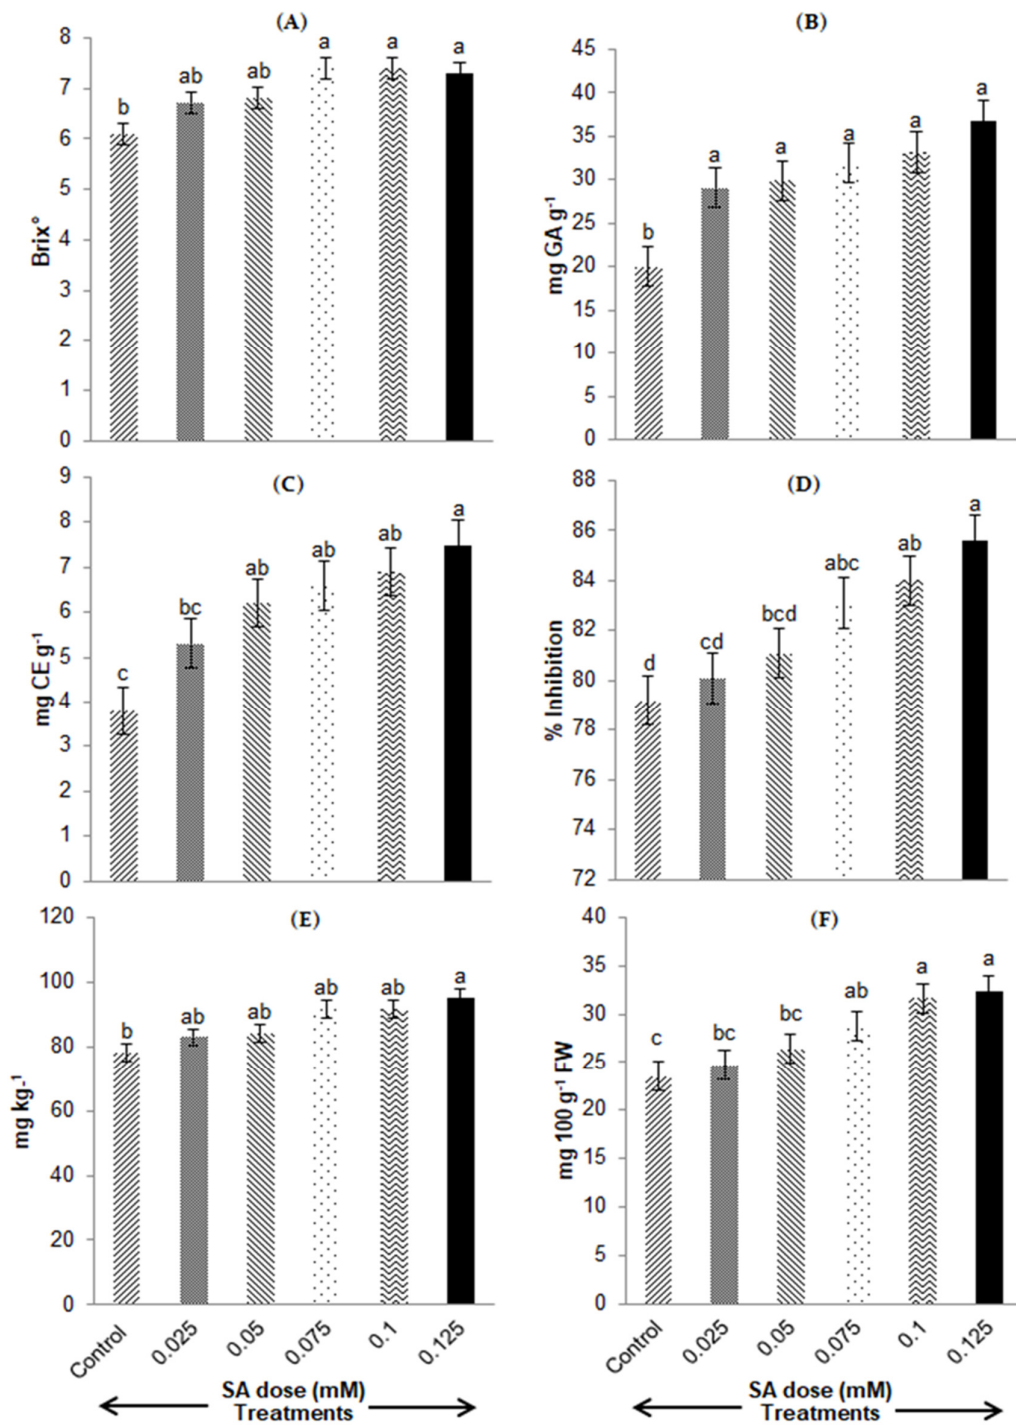 (A)
8
7
6
5
4
3
2
1
0
Brix°
b
ab
ab
a
a
a
(B)
45
40
35
30
25
20
15
10
5
0
mg GA g-1
b
a
a
a
a
a
(C)
9
8
7
6
5
4
3
2
1
0
mg CE g-1
c
bc
ab
ab
ab
a
(D)
88
86
84
82
80
78
76
74
72
% Inhibition
d
cd
bcd
abc
ab
a
(E)
120
100
80
60
40
20
0
mg kg-1
b
ab
ab
ab
ab
a
Control
0.025
0.05
0.075
0.1
0.125
SA dose (mM)
Treatments
(F)
40
35
30
25
20
15
10
5
0
mg 100 g-1 FW
c
bc
bc
ab
a
a
Control
0.025
0.05
0.075
0.1
0.125
SA dose (mM)
Treatments